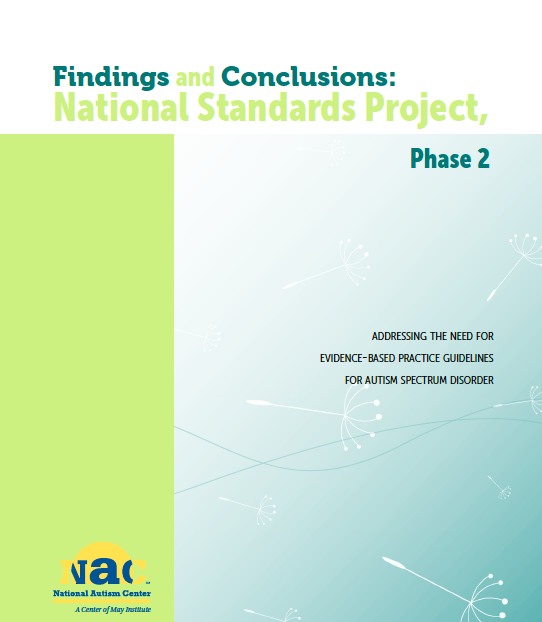 Findings and Conclusions:
National Standards Project,
Phase 2
ADDRESSING THE NEED FOR
EVIDENCE-BASED PRACTICE GUIDELINES
FOR AUTISM SPECTRUM DISORDER
nac
National Autism Center
A Center of May Institute